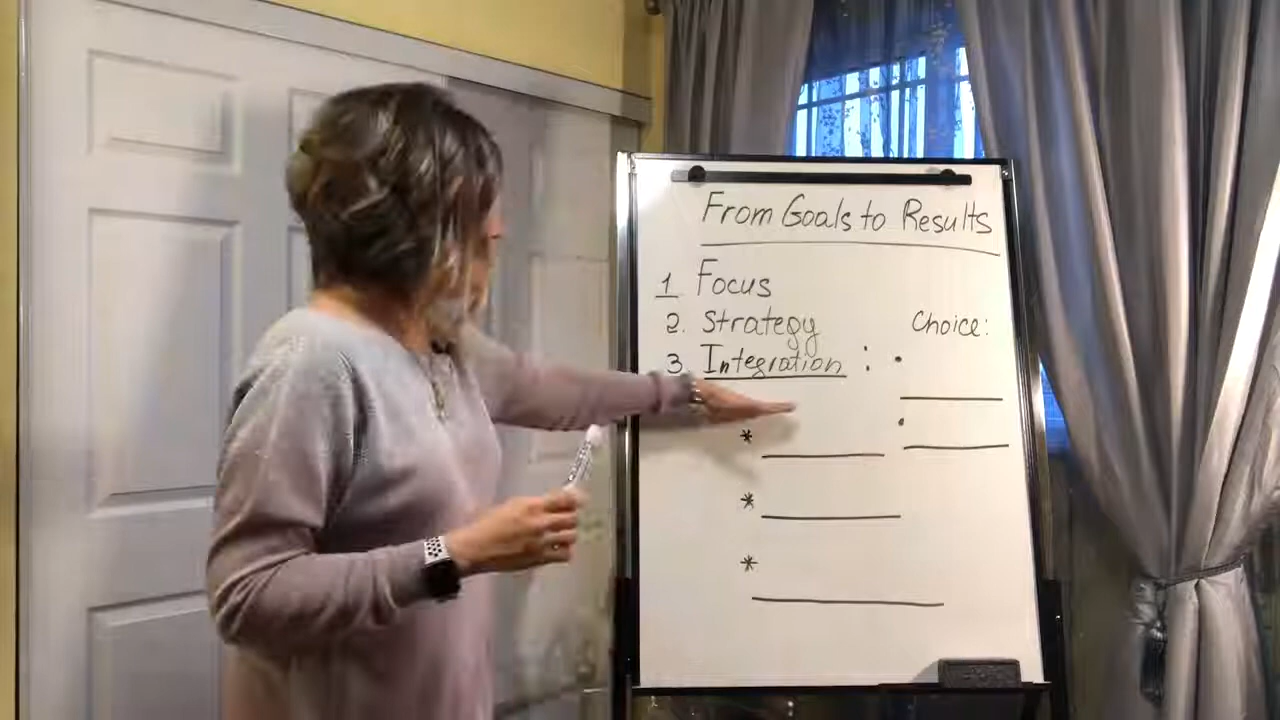 From Goals to Results
1 Focus
2. Strategy
Choice:
3 Integration : •
•
*
*
*